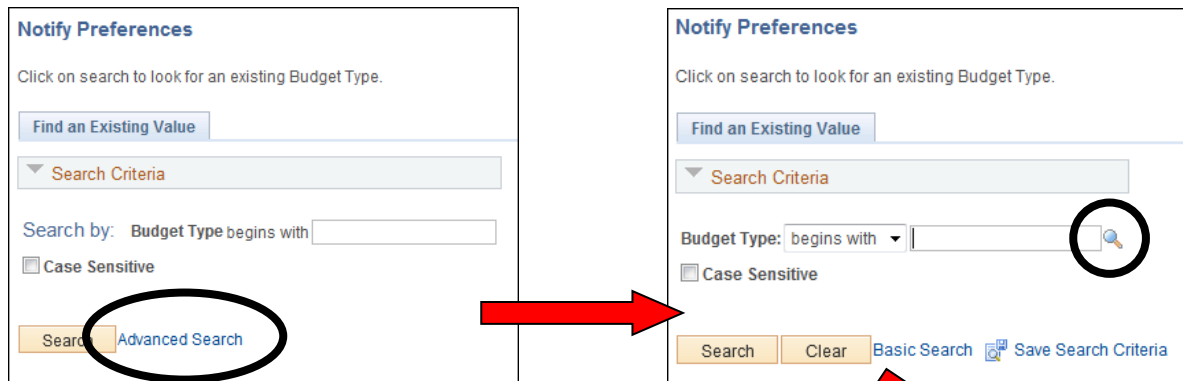 Notify Preferences
Click on search to look for an existing Budget Type.
Find an Existing Value
Search Criteria
Search by: Budget Type begins with
Case Sensitive
Search Advanced Search
Notify Preferences
Click on search to look for an existing Budget Type.
Find an Existing Value
Search Criteria
Budget Type: begins with
Case Sensitive
Search Clear Basic Search Save Search Criteria